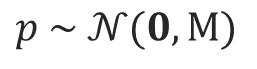 p ~ 𝒩(𝟎, M)